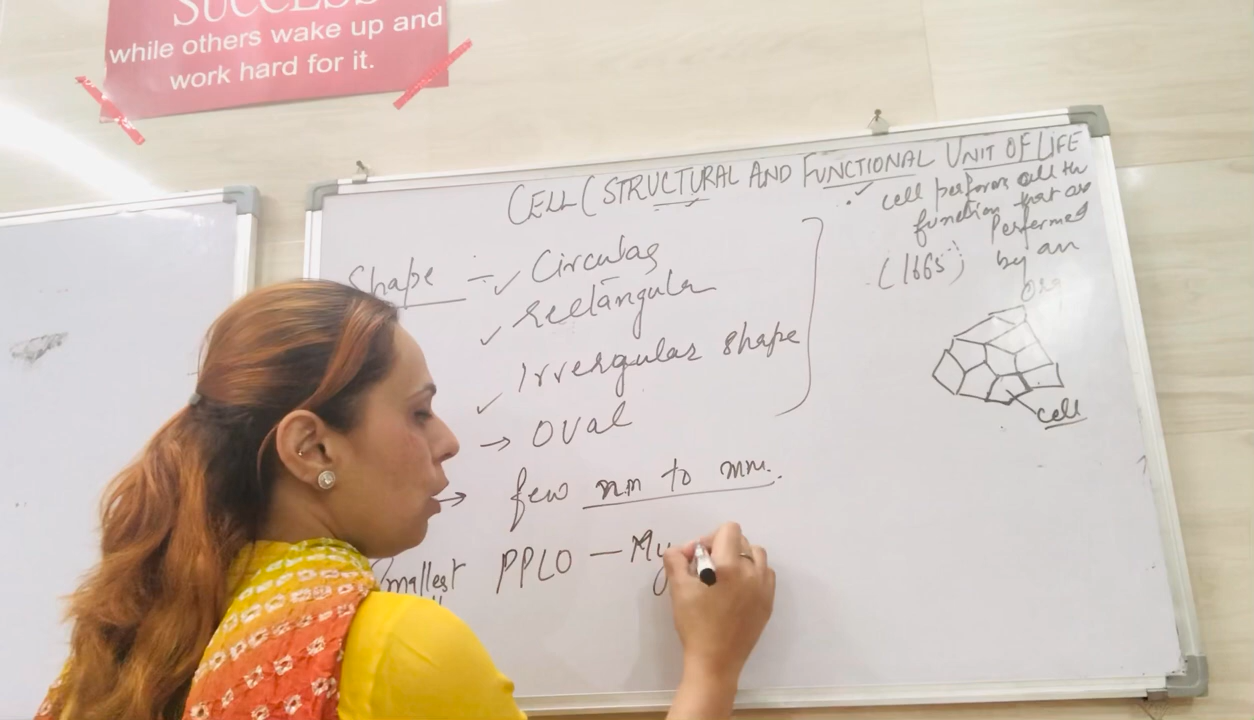 SUCCESS
while others wake up and
work hard for it.
CELL (STRUCTURAL AND FUNCTIONAL UNIT OF LIFE
Shape :- Circular
rectangular
Irregular shape
→ oval
→ few nm to mm.
Smallest PPLO — My
cell performs all th
function that are
Performed
by an
Org
(1665)
cell